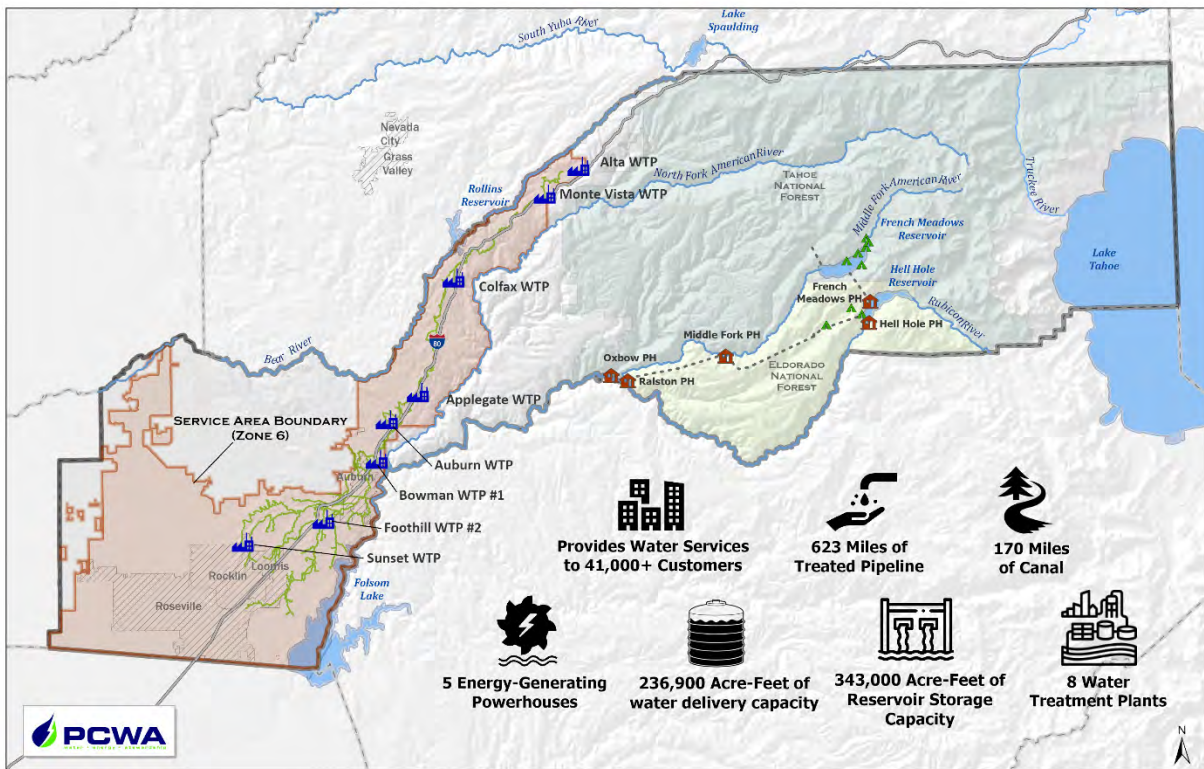 South Yuba River
Lake
Spaulding
Nevada
City
Grass
Valley
Alta WTP
Monte Vista WTP
North Fork American River
TAHOE
NATIONAL
FOREST
Middle Fork American River
Truckee River
Rollins
Reservoir
French Meadows
Reservoir
Lake
Tahoe
Hell Hole
Reservoir
Colfax WTP
French
Meadows PH
Rubicon River
Hell Hole PH
Bear River
80
Middle Fork PH
Oxbow PH
Ralston PH
ELDORADO
NATIONAL
FOREST
Applegate WTP
SERVICE AREA BOUNDARY
(ZONE 6)
Auburn WTP
Auburn
Bowman WTP #1
Foothill WTP #2
Sunset WTP
Loomis
Rocklin
Roseville
Folsom
Lake
Provides Water Services
to 41,000+ Customers
623 Miles of
Treated Pipeline
170 Miles
of Canal
5 Energy-Generating
Powerhouses
236,900 Acre-Feet of
water delivery capacity
343,000 Acre-Feet of
Reservoir Storage
Capacity
8 Water
Treatment Plants
PCWA
water • energy • stewardship
N